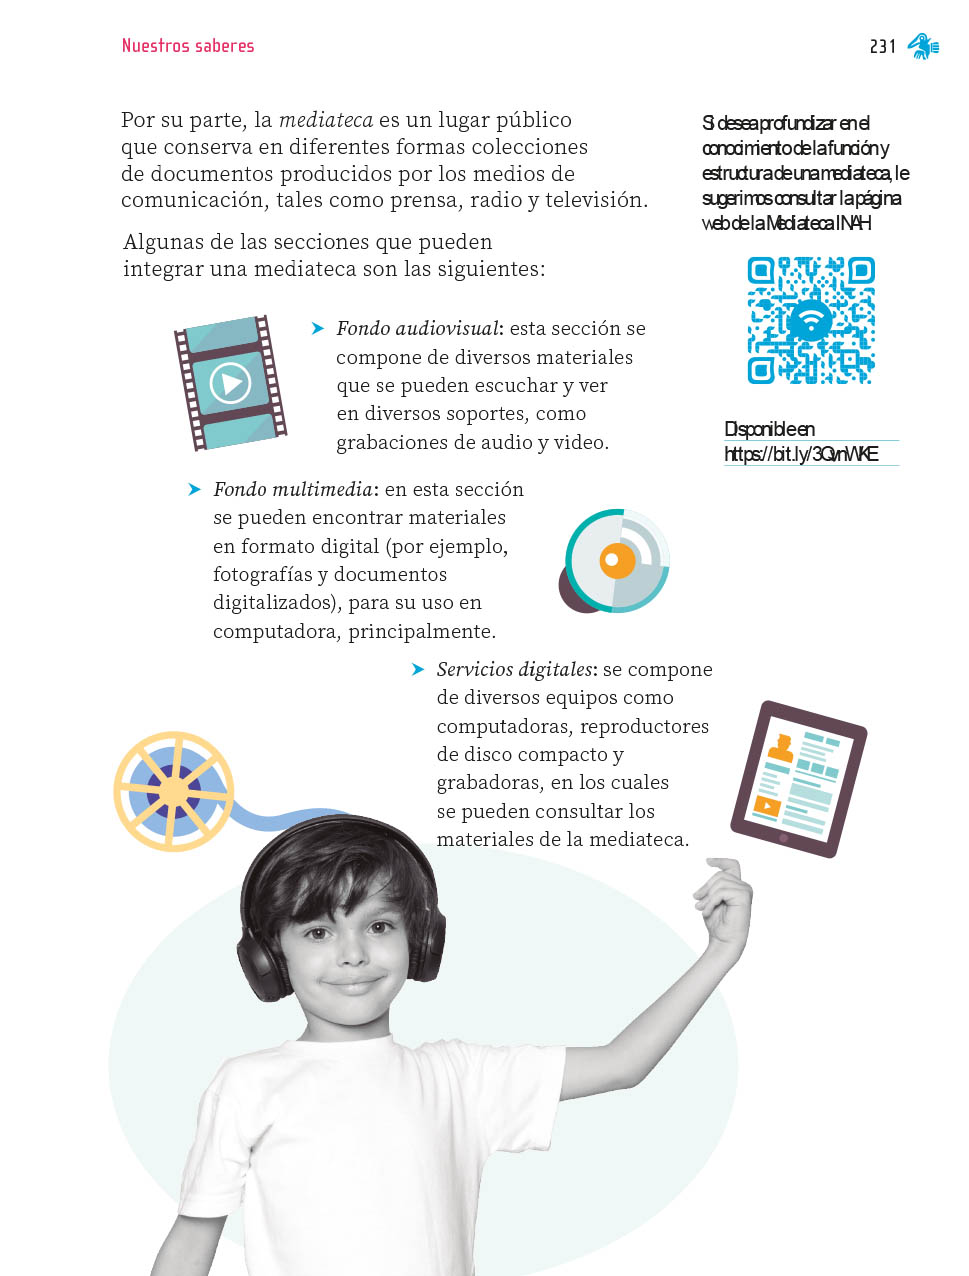 Nuestros saberes
231
Por su parte, la mediateca es un lugar público
que conserva en diferentes formas colecciones
de documentos producidos por los medios de
comunicación, tales como prensa, radio y televisión.
Algunas de las secciones que pueden
integrar una mediateca son las siguientes:
Si desea profundizar en el
conocimiento de la función y
estructura de una mediateca, le
sugerimos consultar la página
web de la Mediateca INAH
Disponible en
https://bit.ly/3QvnWKE
➤ Fondo audiovisual: esta sección se
compone de diversos materiales
que se pueden escuchar y ver
en diversos soportes, como
grabaciones de audio y video.
➤ Fondo multimedia: en esta sección
se pueden encontrar materiales
en formato digital (por ejemplo,
fotografías y documentos
digitalizados), para su uso en
computadora, principalmente.
➤ Servicios digitales: se compone
de diversos equipos como
computadoras, reproductores
de disco compacto y
grabadoras, en los cuales
se pueden consultar los
materiales de la mediateca.